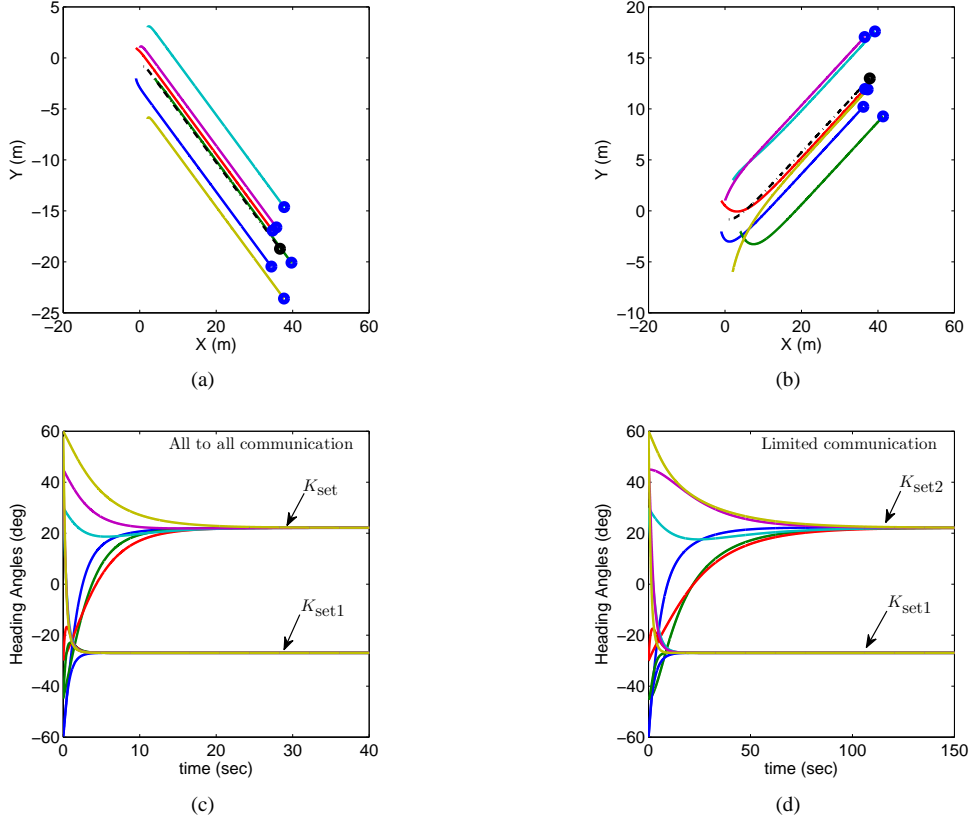 5
0
−5
−10
−15
−20
−25
−20 0 20 40 60
Y (m)
X (m)
(a)
20
15
10
5
0
−5
−10
−20 0 20 40 60
Y (m)
X (m)
(b)
60
40
20
0
−20
−40
−60
0 10 20 30 40
Heading Angles (deg)
time (sec)
All to all communication
Kset
Kset1
(c)
60
40
20
0
−20
−40
−60
0 50 100 150
Heading Angles (deg)
time (sec)
Limited communication
Kset2
Kset1
(d)